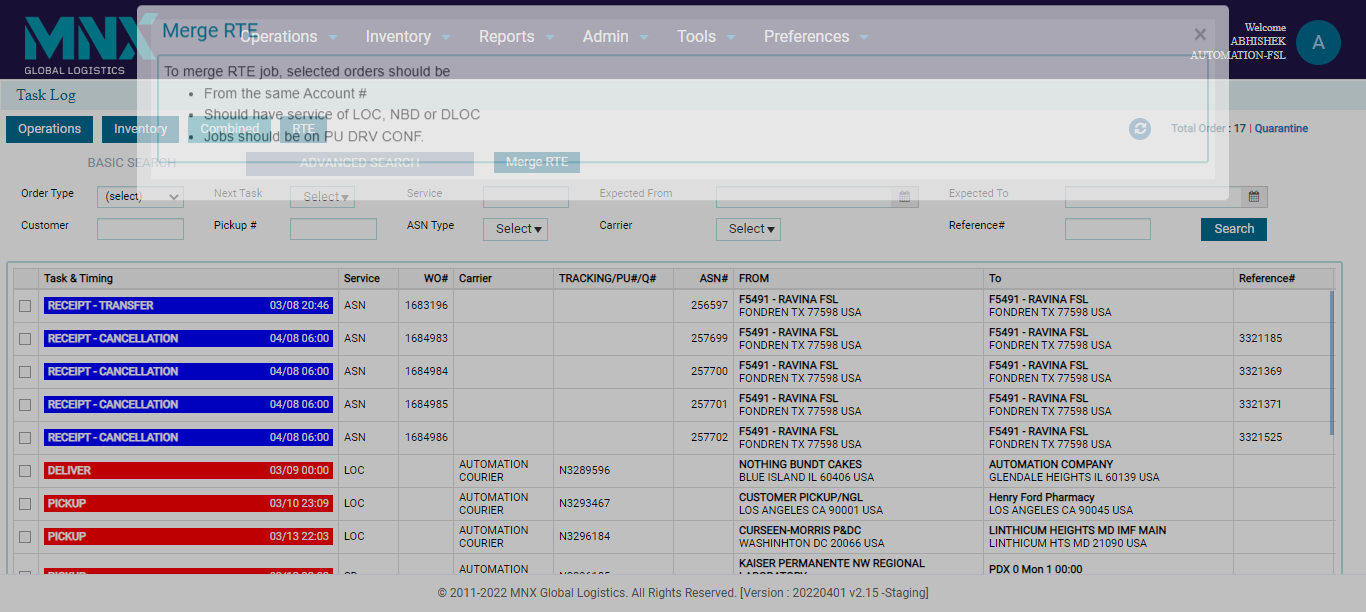 MNX
GLOBAL LOGISTICS
Operations Inventory Reports Admin Tools Preferences
Welcome
ABHISHEK
AUTOMATION-FSL
A
Merge RTE
×
To merge RTE job, selected orders should be
• From the same Account #
• Should have service of LOC, NBD or DLOC
• Jobs should be on PU DRV CONF.
Task Log
Operations Inventory Combined RTE
Total Order : 17 | Quarantine
BASIC SEARCH ADVANCED SEARCH Merge RTE
Order Type (select) Next Task Select Service Expected From Expected To
Customer Pickup # ASN Type Select Carrier Select Reference# Search
Task & Timing Service WO# Carrier TRACKING/PU#/Q# ASN# FROM To Reference#
RECEIPT - TRANSFER 03/08 20:46 ASN 1683196 256597 F5491 - RAVINA FSL F5491 - RAVINA FSL
FONDREN TX 77598 USA FONDREN TX 77598 USA
RECEIPT - CANCELLATION 04/08 06:00 ASN 1684983 257699 F5491 - RAVINA FSL F5491 - RAVINA FSL 3321185
FONDREN TX 77598 USA FONDREN TX 77598 USA
RECEIPT - CANCELLATION 04/08 06:00 ASN 1684984 257700 F5491 - RAVINA FSL F5491 - RAVINA FSL 3321369
FONDREN TX 77598 USA FONDREN TX 77598 USA
RECEIPT - CANCELLATION 04/08 06:00 ASN 1684985 257701 F5491 - RAVINA FSL F5491 - RAVINA FSL 3321371
FONDREN TX 77598 USA FONDREN TX 77598 USA
RECEIPT - CANCELLATION 04/08 06:00 ASN 1684986 257702 F5491 - RAVINA FSL F5491 - RAVINA FSL 3321525
FONDREN TX 77598 USA FONDREN TX 77598 USA
DELIVER 03/09 00:00 LOC AUTOMATION COURIER N3289596 NOTHING BUNDT CAKES AUTOMATION COMPANY
BLUE ISLAND IL 60406 USA GLENDALE HEIGHTS IL 60139 USA
PICKUP 03/10 23:09 LOC AUTOMATION COURIER N3293467 CUSTOMER PICKUP/NGL Henry Ford Pharmacy
LOS ANGELES CA 90001 USA LOS ANGELES CA 90045 USA
PICKUP 03/13 22:03 LOC AUTOMATION COURIER N3296184 CURSEEN-MORRIS P&DC LINTHICUM HEIGHTS MD IMF MAIN
WASHINHTON DC 20066 USA LINTHICUM HTS MD 21090 USA
AUTOMATION KAISER PERMANENTE NW REGIONAL PDX 0 Mon 1 00:00
© 2011-2022 MNX Global Logistics. All Rights Reserved. [Version : 20220401 v2.15 -Staging]